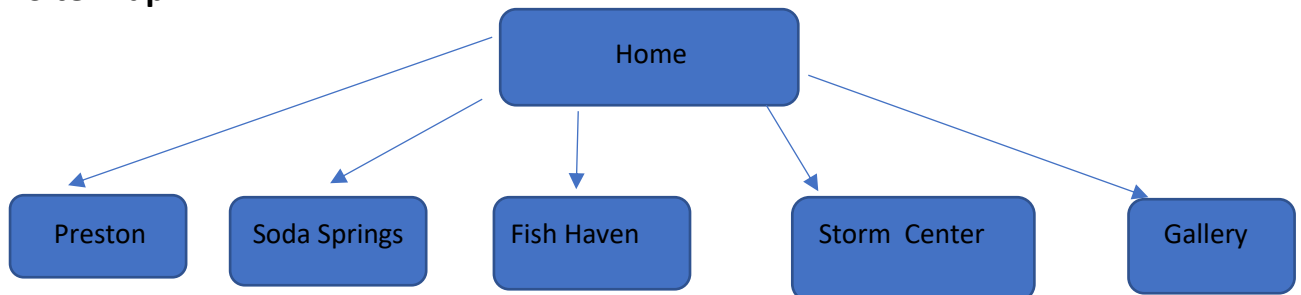 Home
Preston
Soda Springs
Fish Haven
Storm Center
Gallery